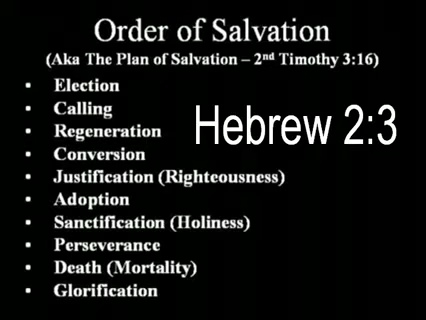 Order of Salvation
(Aka The Plan of Salvation – 2nd Timothy 3:16)
• Election
• Calling
• Regeneration
• Conversion
• Justification (Righteousness)
• Adoption
• Sanctification (Holiness)
• Perseverance
• Death (Mortality)
• Glorification
Hebrew 2:3